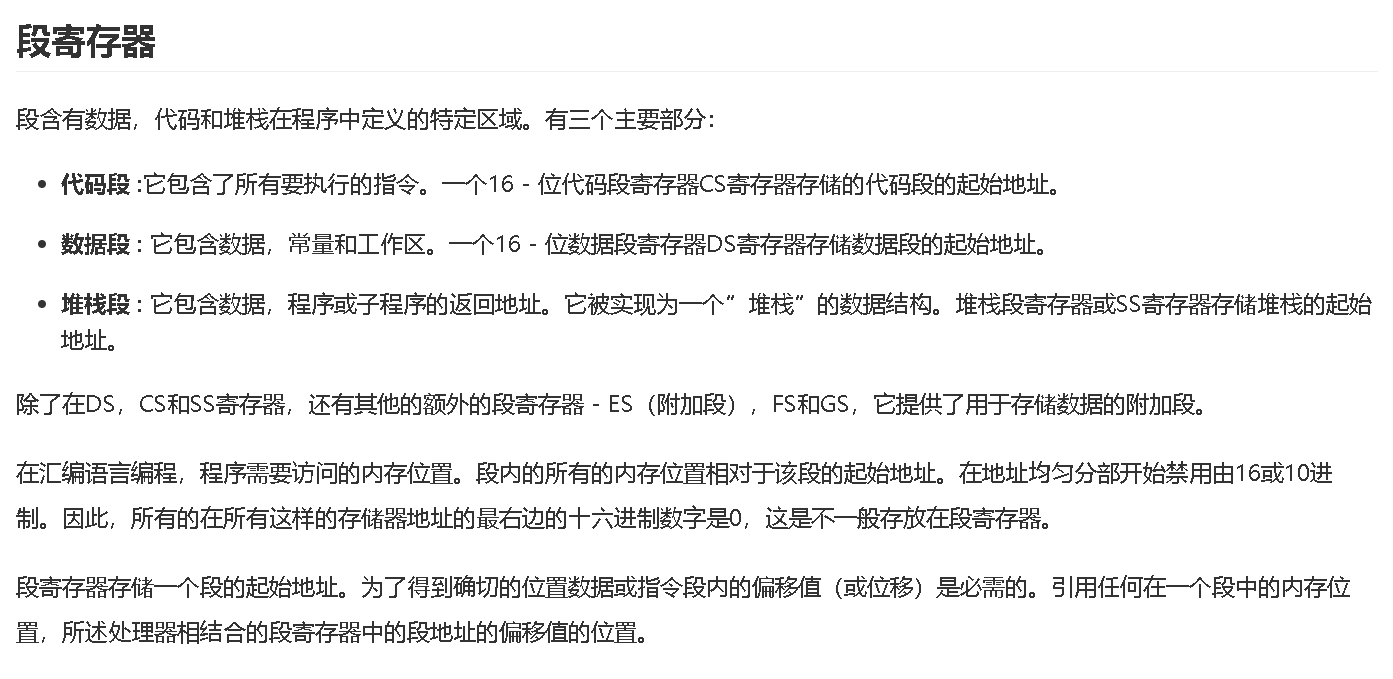 段寄存器
段含有数据，代码和堆栈在程序中定义的特定区域。有三个主要部分：
• 代码段 :它包含了所有要执行的指令。一个16 - 位代码段寄存器CS寄存器存储的代码段的起始地址。
• 数据段 : 它包含数据，常量和工作区。一个16 - 位数据段寄存器DS寄存器存储数据段的起始地址。
• 堆栈段 : 它包含数据，程序或子程序的返回地址。它被实现为一个”堆栈”的数据结构。堆栈段寄存器或SS寄存器存储堆栈的起始
地址。
除了在DS，CS和SS寄存器，还有其他的额外的段寄存器 - ES（附加段），FS和GS，它提供了用于存储数据的附加段。
在汇编语言编程，程序需要访问的内存位置。段内的所有的内存位置相对于该段的起始地址。在地址均匀分部开始禁用由16或10进
制。因此，所有的在所有这样的存储器地址的最右边的十六进制数字是0，这是不一般存放在段寄存器。
段寄存器存储一个段的起始地址。为了得到确切的位置数据或指令段内的偏移值（或位移）是必需的。引用任何在一个段中的内存位
置，所述处理器相结合的段寄存器中的段地址的偏移值的位置。